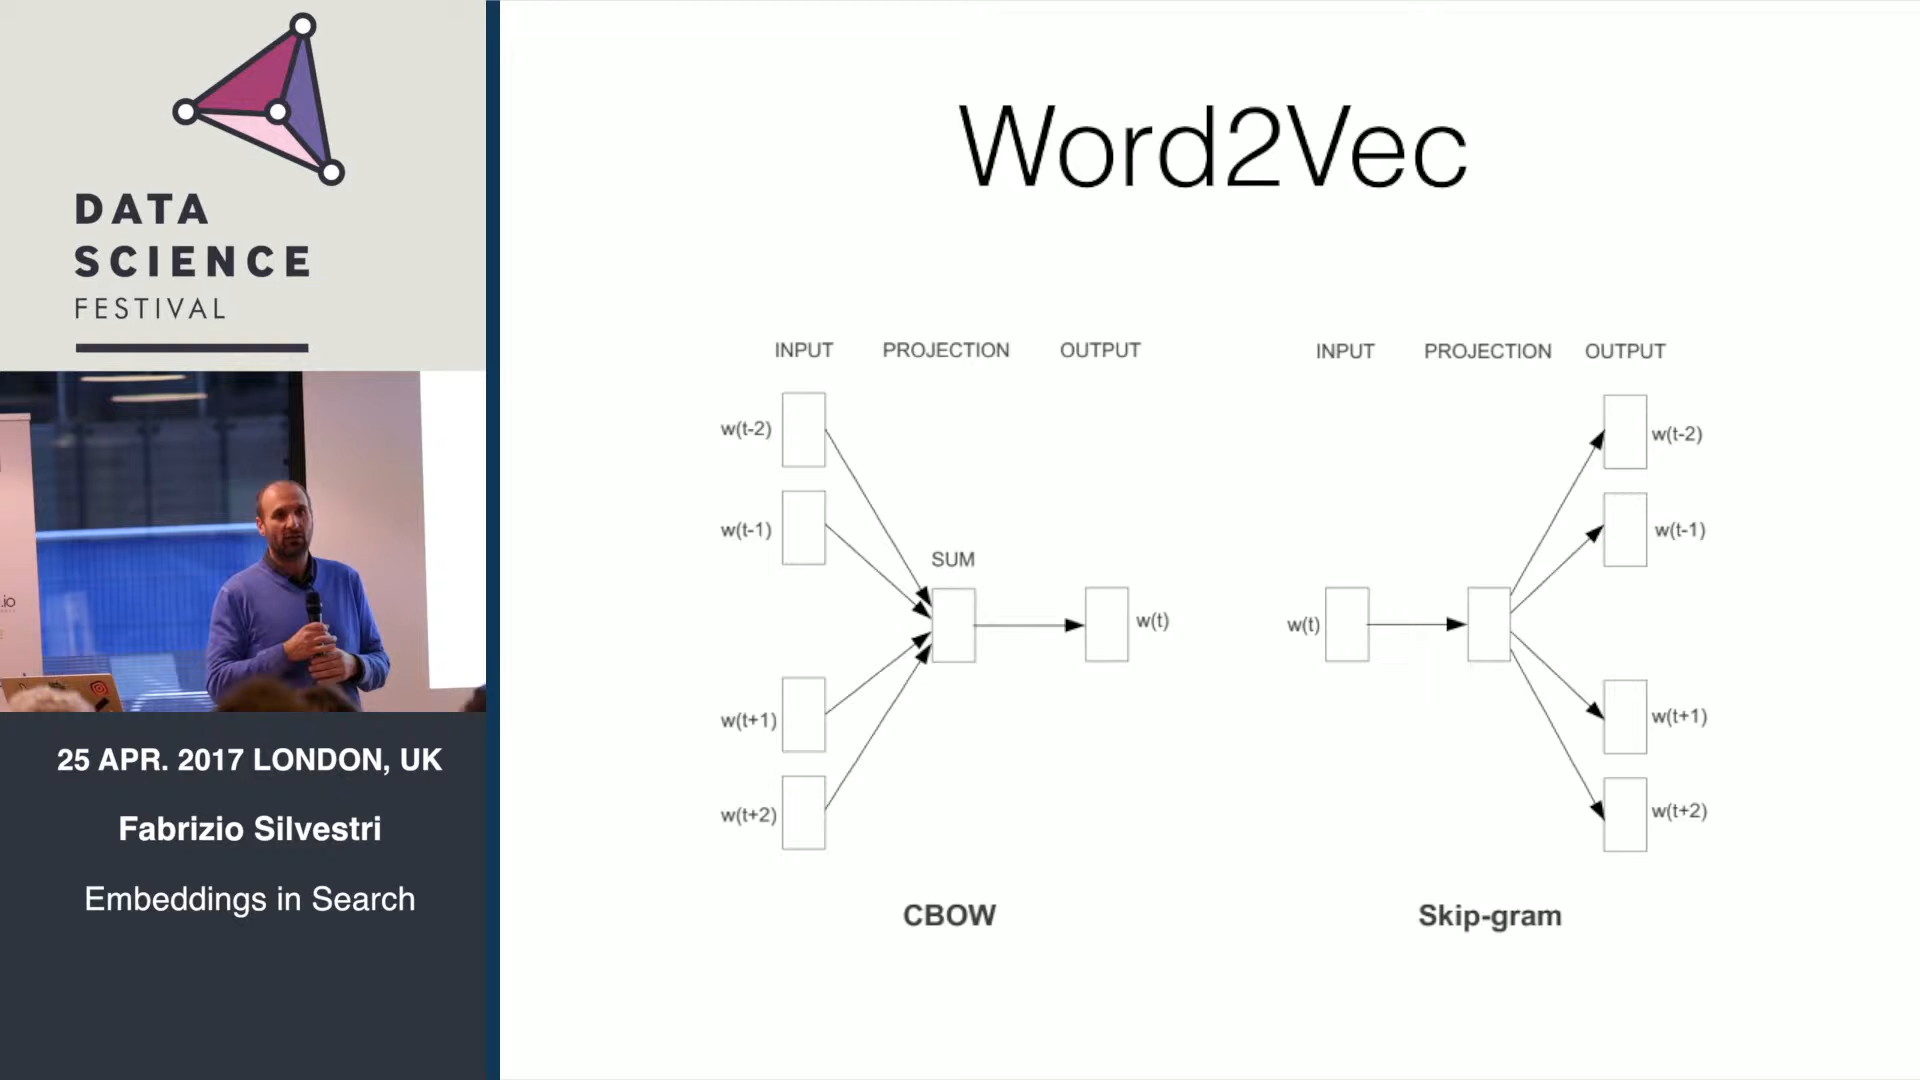 DATA
SCIENCE
FESTIVAL
.io
25 APR. 2017 LONDON, UK
Fabrizio Silvestri
Embeddings in Search
Word2Vec
INPUT PROJECTION OUTPUT
w(t-2)
w(t-1)
SUM
w(t)
w(t+1)
w(t+2)
CBOW
INPUT PROJECTION OUTPUT
w(t-2)
w(t-1)
w(t)
w(t+1)
w(t+2)
Skip-gram